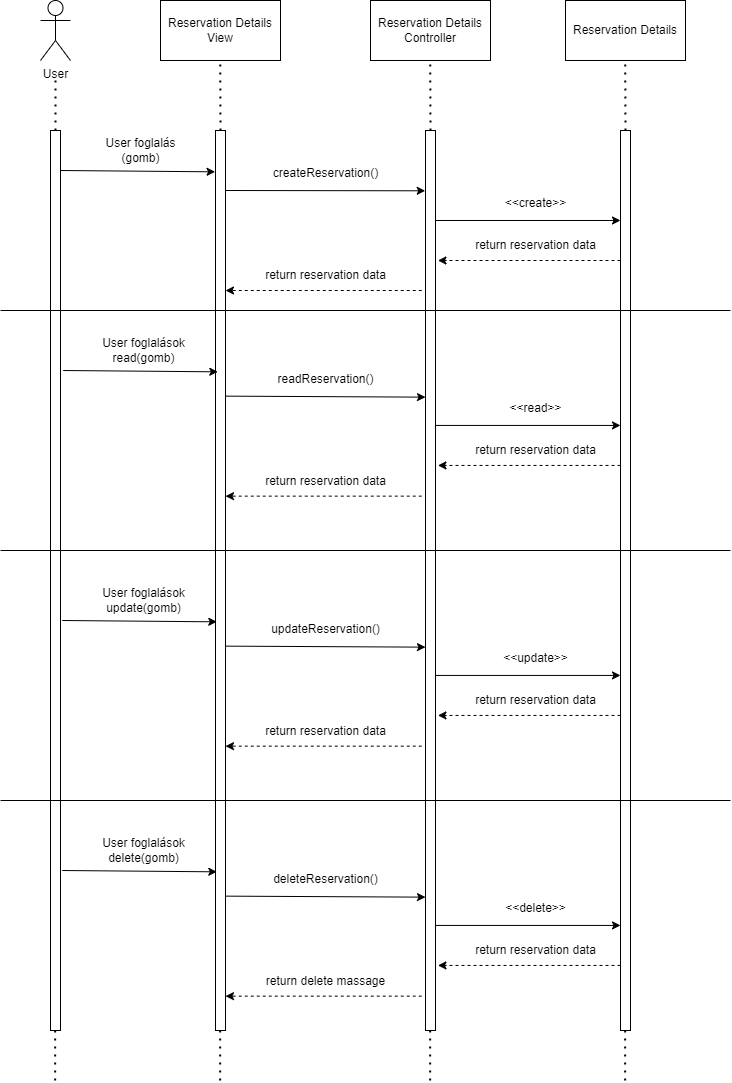 User
Reservation Details
View
Reservation Details
Controller
Reservation Details
User foglalás
(gomb)
createReservation()
<<create>>
return reservation data
return reservation data
User foglalások
read(gomb)
readReservation()
<<read>>
return reservation data
return reservation data
User foglalások
update(gomb)
updateReservation()
<<update>>
return reservation data
return reservation data
User foglalások
delete(gomb)
deleteReservation()
<<delete>>
return reservation data
return delete massage